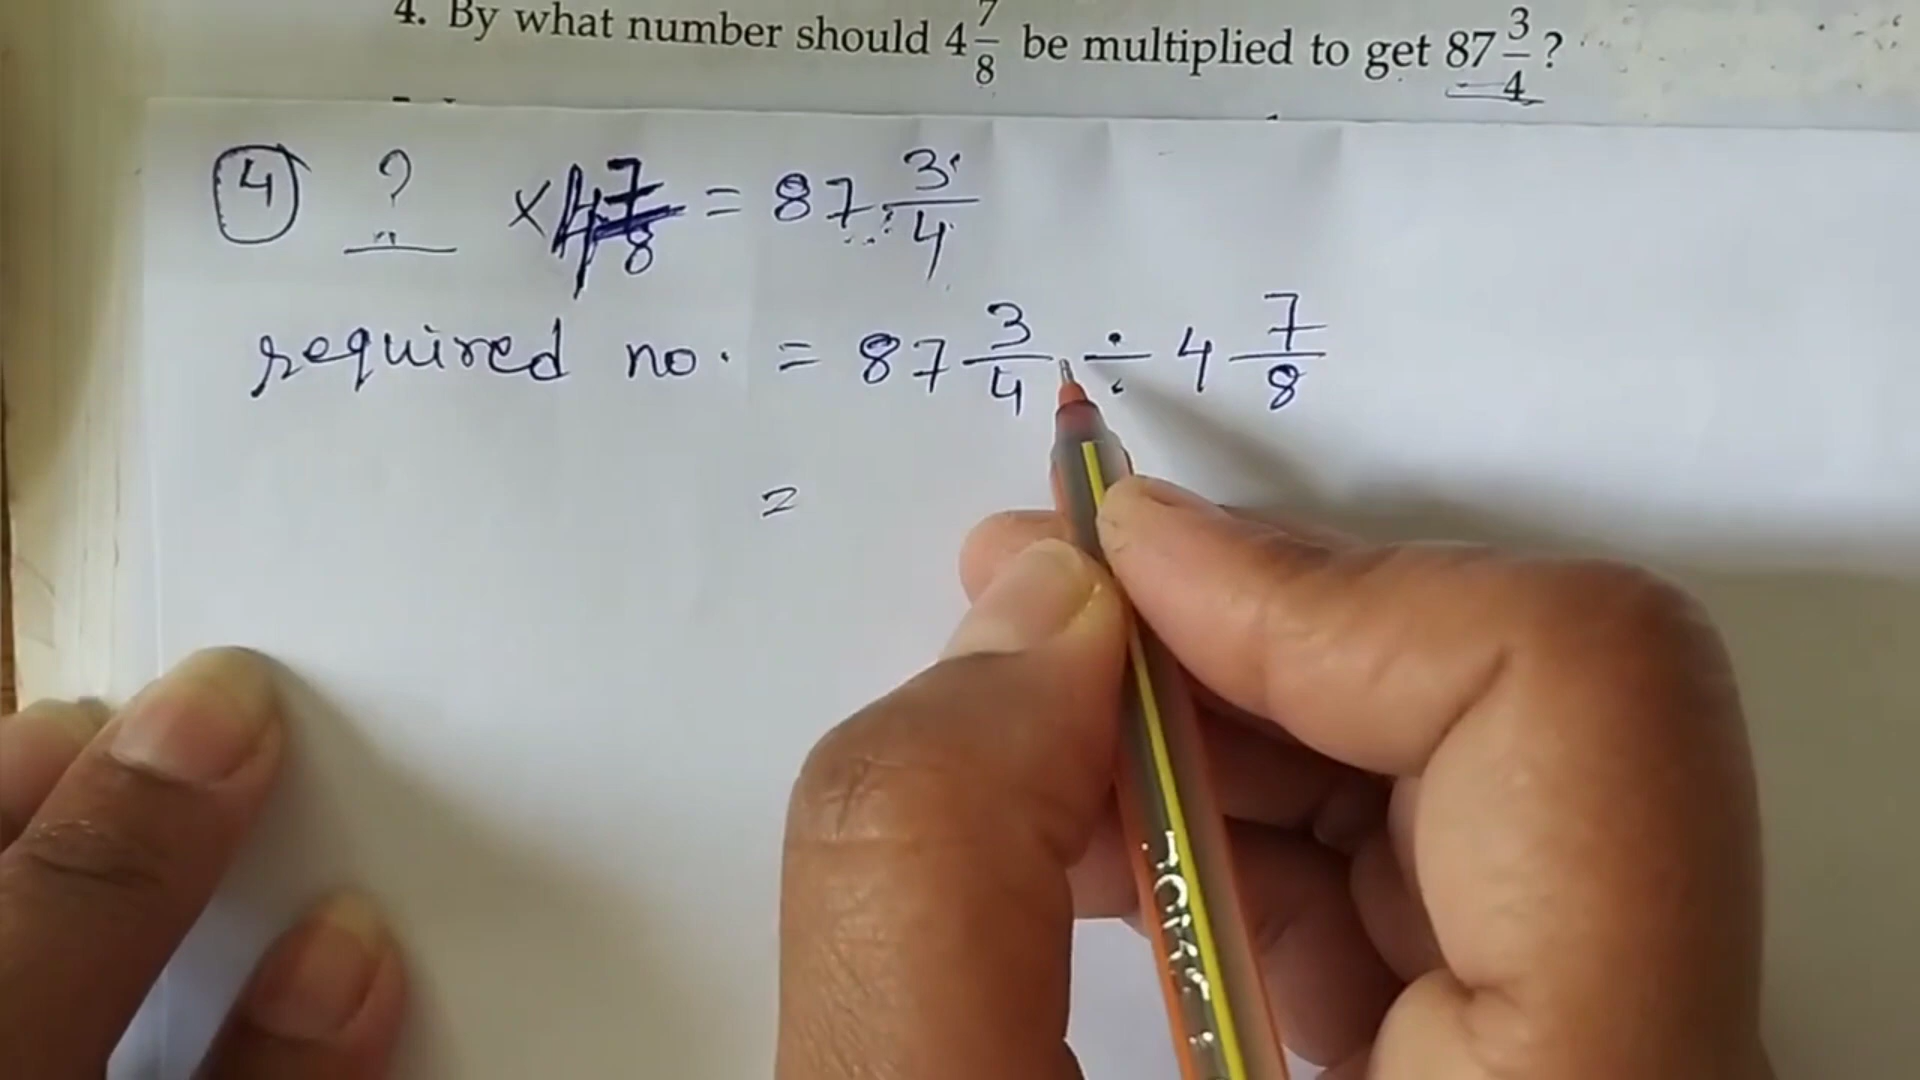 4. By what number should 4 7/8 be multiplied to get 87 3/4 ?
4 ? × 4 7/8 = 87 3/4
required no. = 87 3/4 ÷ 4 7/8
=